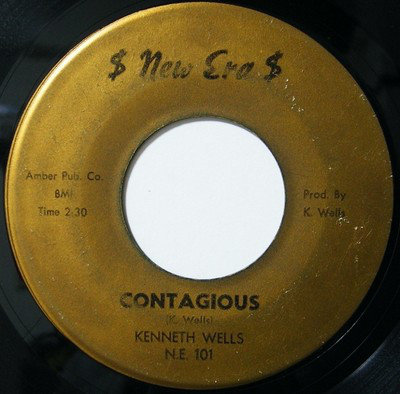 $ New Era $
Amber Pub. Co.
BMI
Time 2-30
Prod. By
K. Wells
CONTAGIOUS
(K. Wells)
KENNETH WELLS
N.E. 101